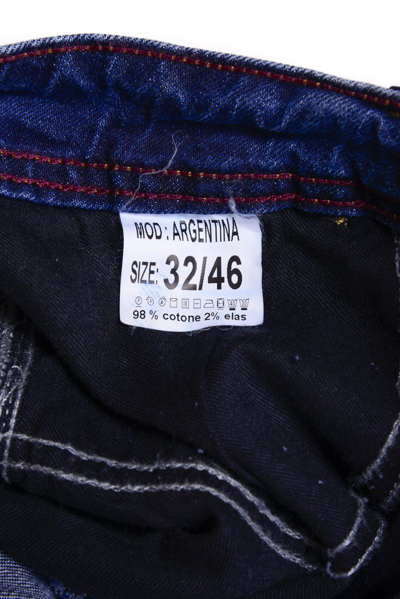 MOD : ARGENTINA
SIZE: 32/46
98 % cotone 2% elas